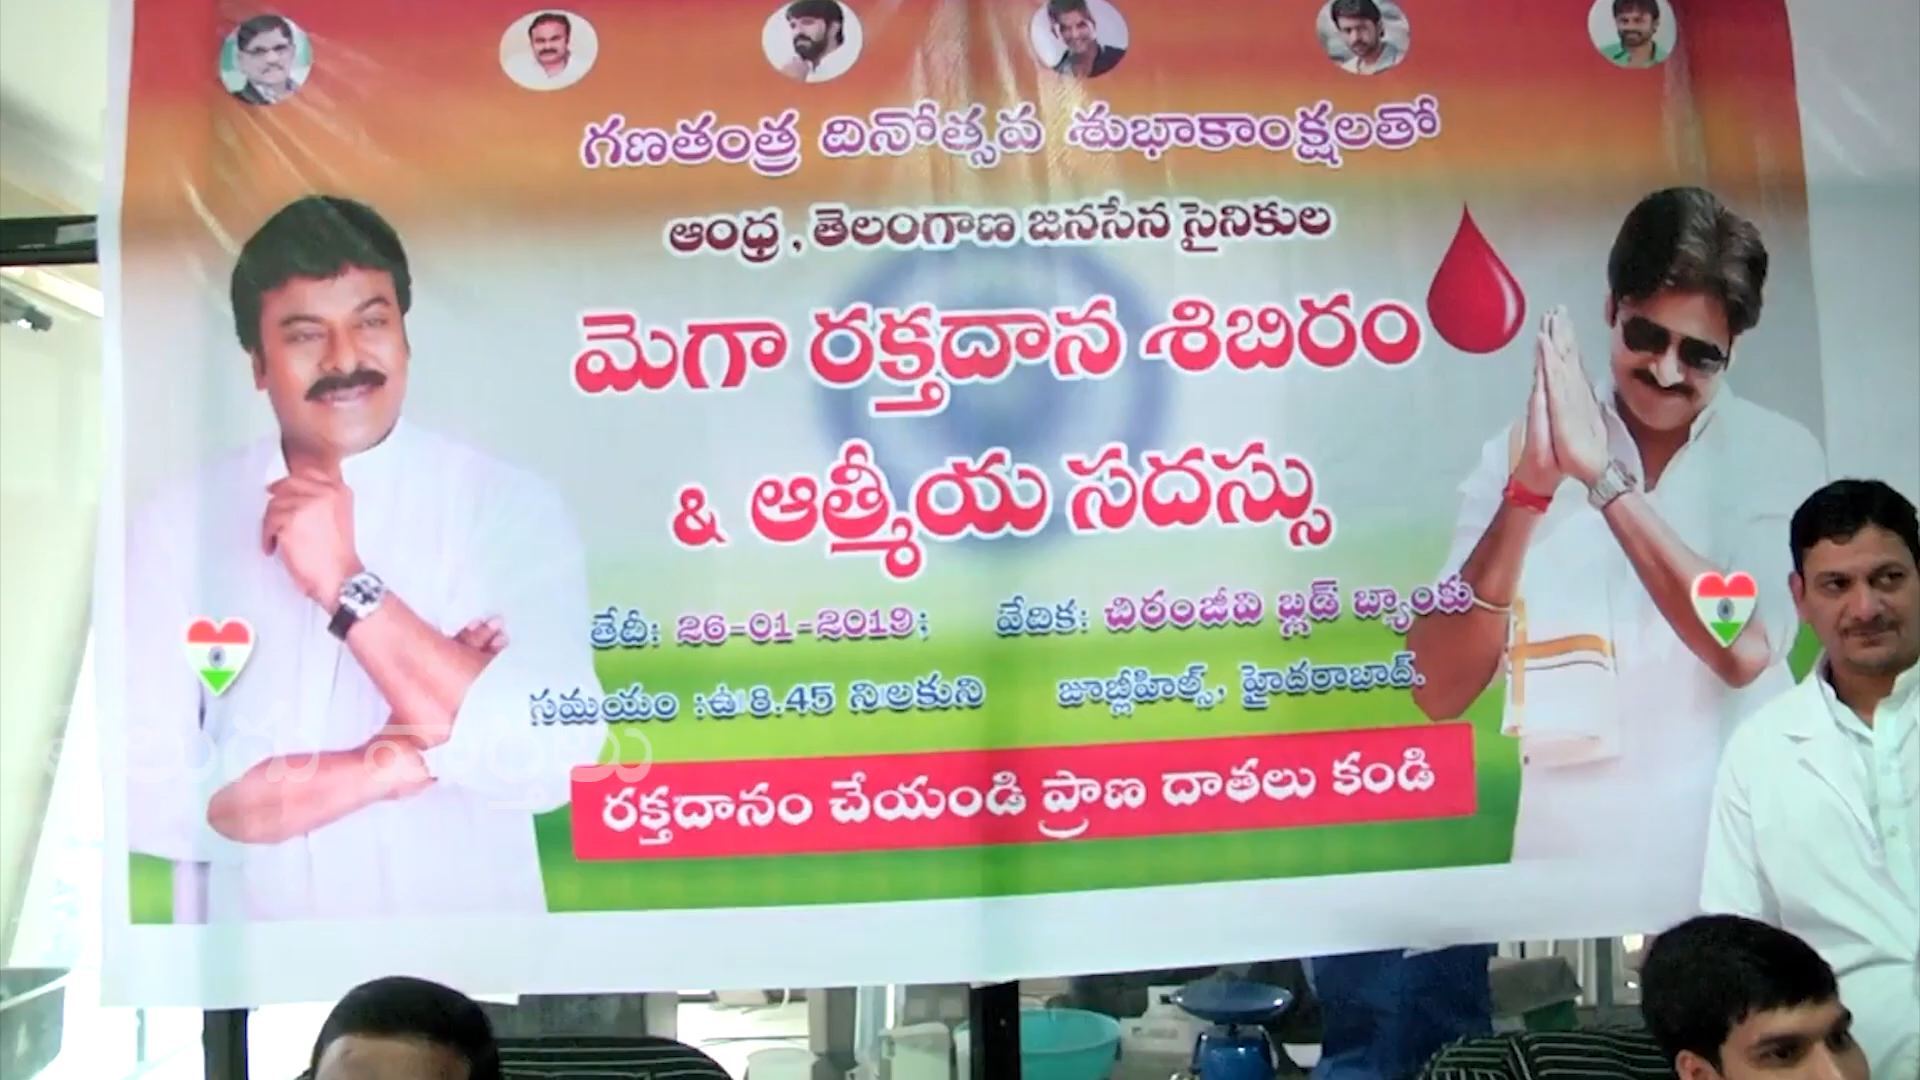 గణతంత్ర దినోత్సవ శుభాకాంక్షలతో
ఆంధ్ర , తెలంగాణ జనసేన సైనికుల
మెగా రక్తదాన శిబిరం
& ఆత్మీయ సదస్సు
తేదీ: 26-01-2019; వేదిక: చిరంజీవి బ్లడ్ బ్యాంకు
సమయం :ఉ॥8.45 ని॥లకుని జూబ్లీహిల్స్, హైదరాబాద్.
తెలుగు వార్తలు
రక్తదానం చేయండి ప్రాణ దాతలు కండి